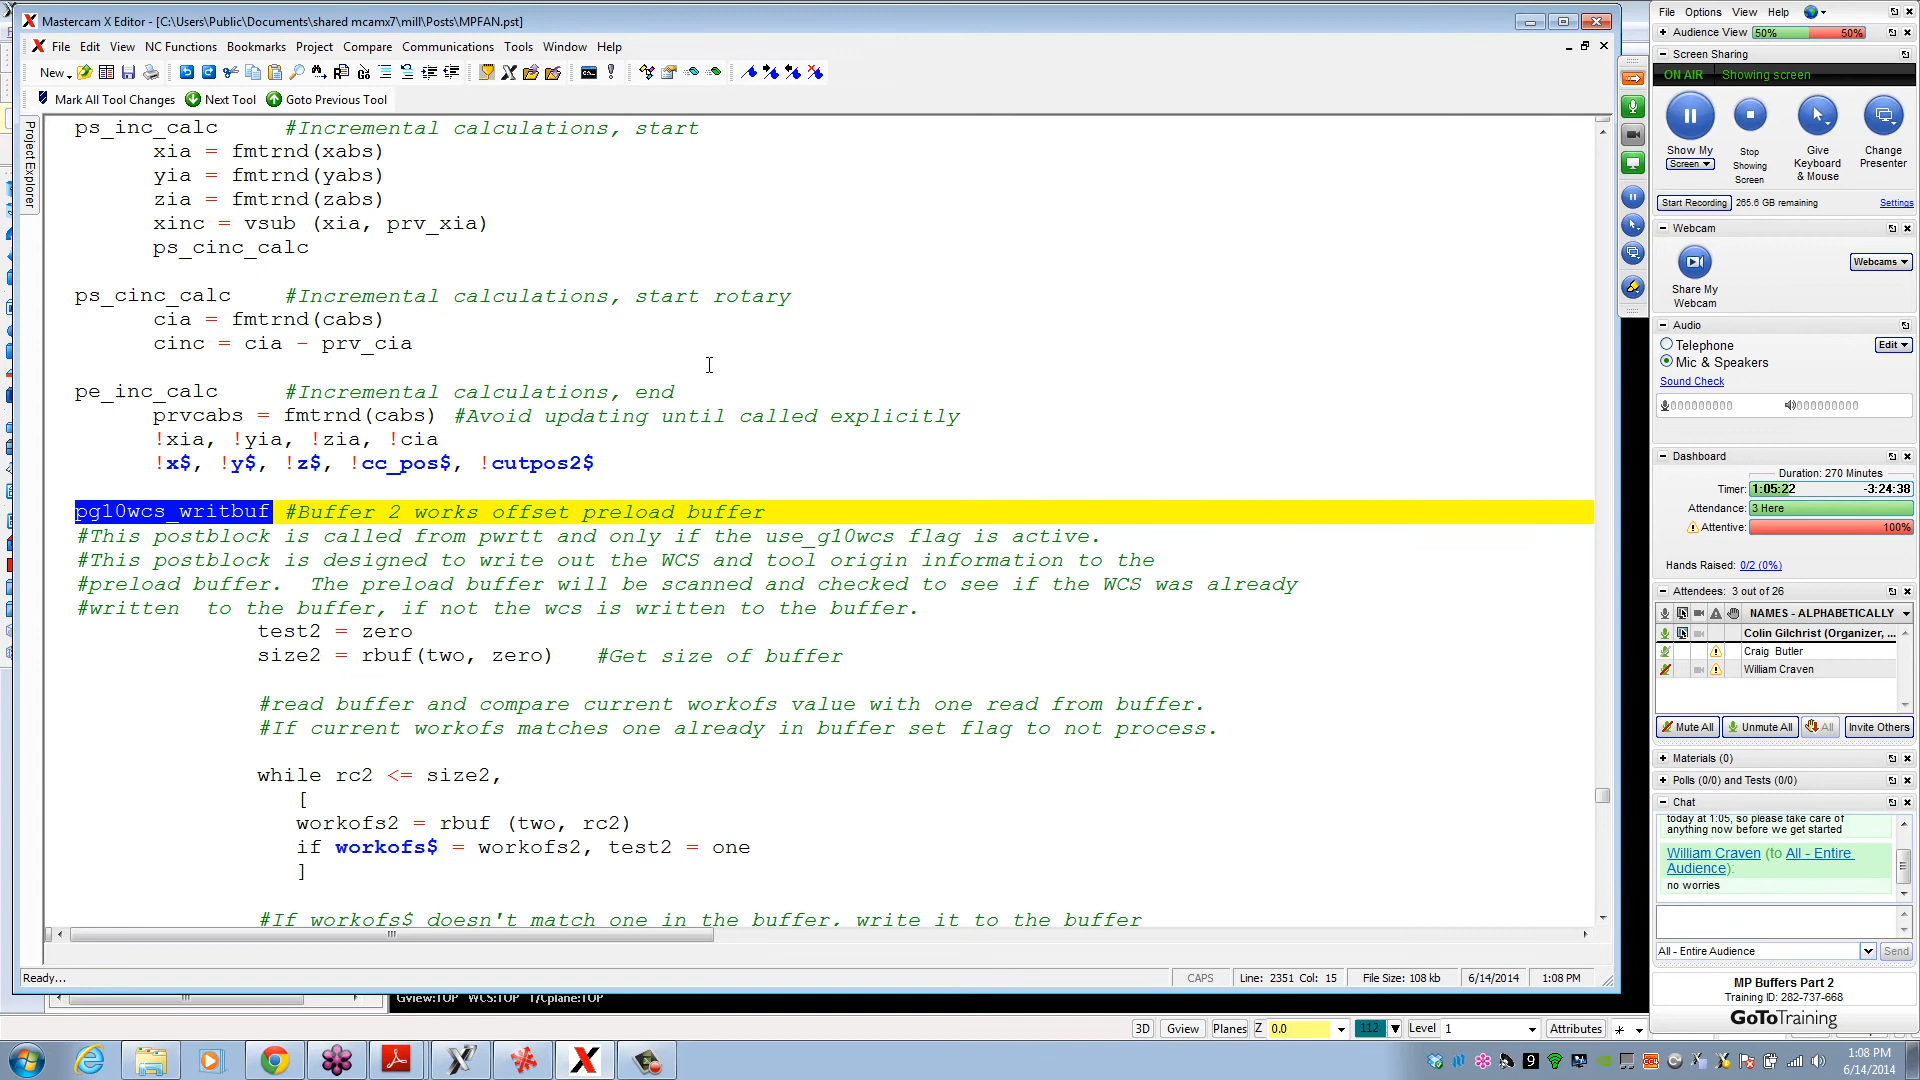 Mastercam X Editor - [C:\Users\Public\Documents\shared mcamx7\mill\Posts\MPFAN.pst]
File Edit View NC Functions Bookmarks Project Compare Communications Tools Window Help
New
Mark All Tool Changes Next Tool Goto Previous Tool
Project Explorer
ps_inc_calc #Incremental calculations, start
xia = fmtrnd(xabs)
yia = fmtrnd(yabs)
zia = fmtrnd(zabs)
xinc = vsub (xia, prv_xia)
ps_cinc_calc
ps_cinc_calc #Incremental calculations, start rotary
cia = fmtrnd(cabs)
cinc = cia - prv_cia
pe_inc_calc #Incremental calculations, end
prvcabs = fmtrnd(cabs) #Avoid updating until called explicitly
!xia, !yia, !zia, !cia
!x$, !y$, !z$, !cc_pos$, !cutpos2$
pg10wcs_writbuf #Buffer 2 works offset preload buffer
#This postblock is called from pwrtt and only if the use_g10wcs flag is active.
#This postblock is designed to write out the WCS and tool origin information to the
#preload buffer. The preload buffer will be scanned and checked to see if the WCS was already
#written to the buffer, if not the wcs is written to the buffer.
test2 = zero
size2 = rbuf(two, zero) #Get size of buffer
#read buffer and compare current workofs value with one read from buffer.
#If current workofs matches one already in buffer set flag to not process.
while rc2 <= size2,
[
workofs2 = rbuf (two, rc2)
if workofs$ = workofs2, test2 = one
]
#If workofs$ doesn't match one in the buffer, write it to the buffer
Ready...
CAPS Line: 2351 Col: 15 File Size: 108 kb 6/14/2014 1:08 PM
Gview:TOP WCS:TOP T/Cplane:TOP
3D Gview Planes Z 0.0 112 Level 1 Attributes
File Options View Help
Audience View 50% 50%
Screen Sharing
ON AIR Showing screen
Show My
Screen
Stop
Showing
Screen
Give
Keyboard
& Mouse
Change
Presenter
Start Recording 265.6 GB remaining Settings
Webcam
Webcams
Share My
Webcam
Audio
Telephone
Mic & Speakers
Edit
Sound Check
Dashboard
Duration: 270 Minutes
Timer: 1:05:22 -3:24:38
Attendance: 3 Here
Attentive: 100%
Hands Raised: 0/2 (0%)
Attendees: 3 out of 26
NAMES - ALPHABETICALLY
Colin Gilchrist (Organizer, ...
Craig Butler
William Craven
Mute All Unmute All All Invite Others
Materials (0)
Polls (0/0) and Tests (0/0)
Chat
today at 1:05, so please take care of
anything now before we get started
William Craven (to All - Entire
Audience):
no worries
All - Entire Audience Send
MP Buffers Part 2
Training ID: 282-737-668
GoToTraining
1:08 PM
6/14/2014